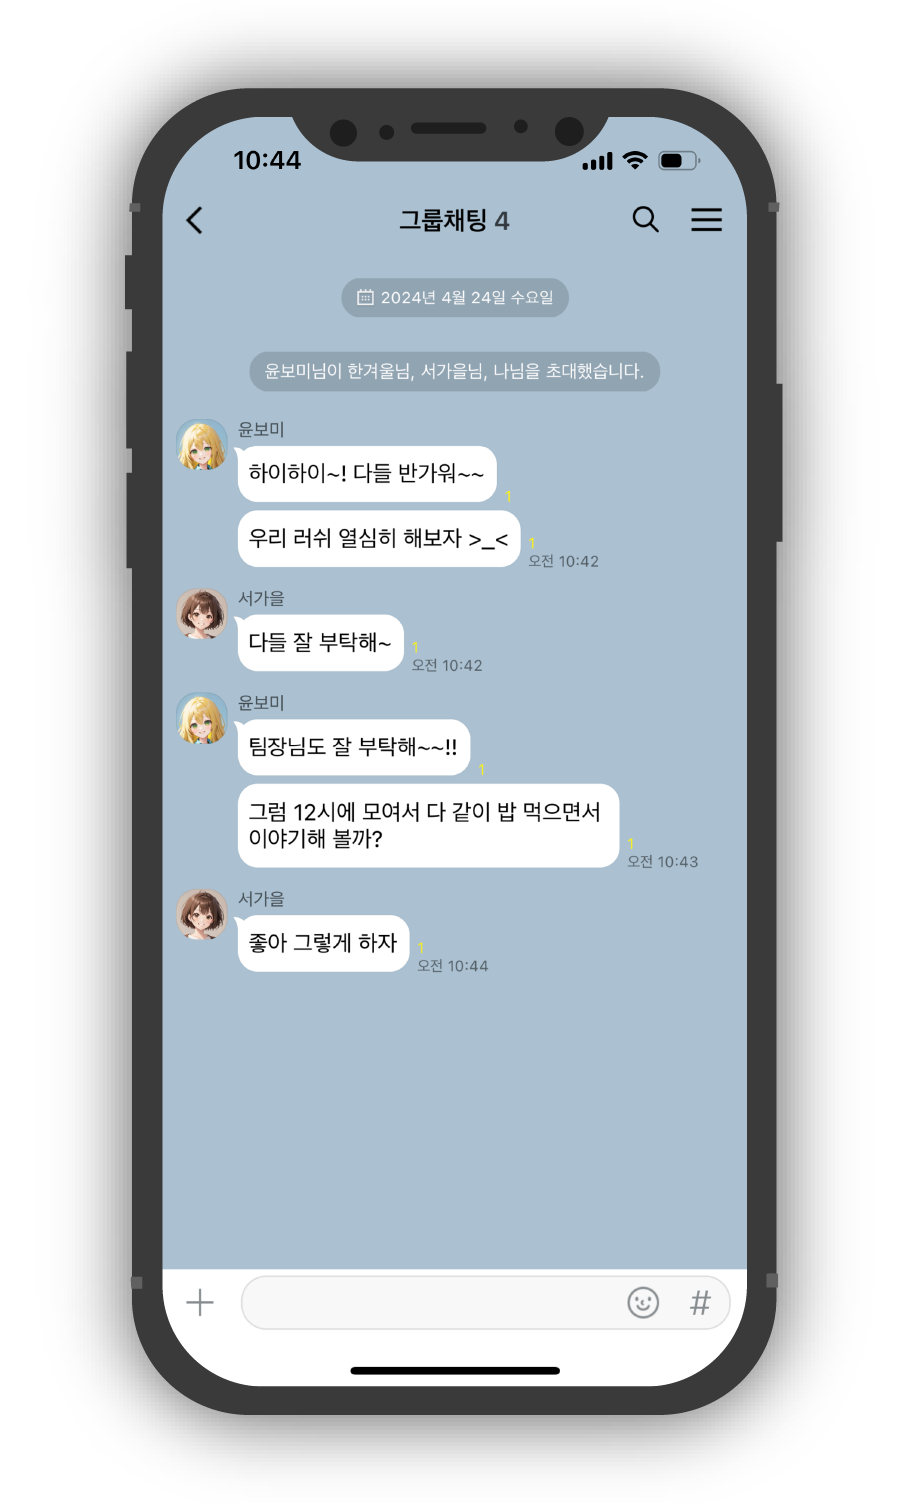 10:44
그룹채팅 4
2024년 4월 24일 수요일
윤보미님이 한겨울님, 서가을님, 나님을 초대했습니다.
윤보미
하이하이~! 다들 반가워~~
1
우리 러쉬 열심히 해보자 >_<
1
오전 10:42
서가을
다들 잘 부탁해~
1
오전 10:42
윤보미
팀장님도 잘 부탁해~~!!
1
그럼 12시에 모여서 다 같이 밥 먹으면서
이야기해 볼까?
1
오전 10:43
서가을
좋아 그렇게 하자
1
오전 10:44
#